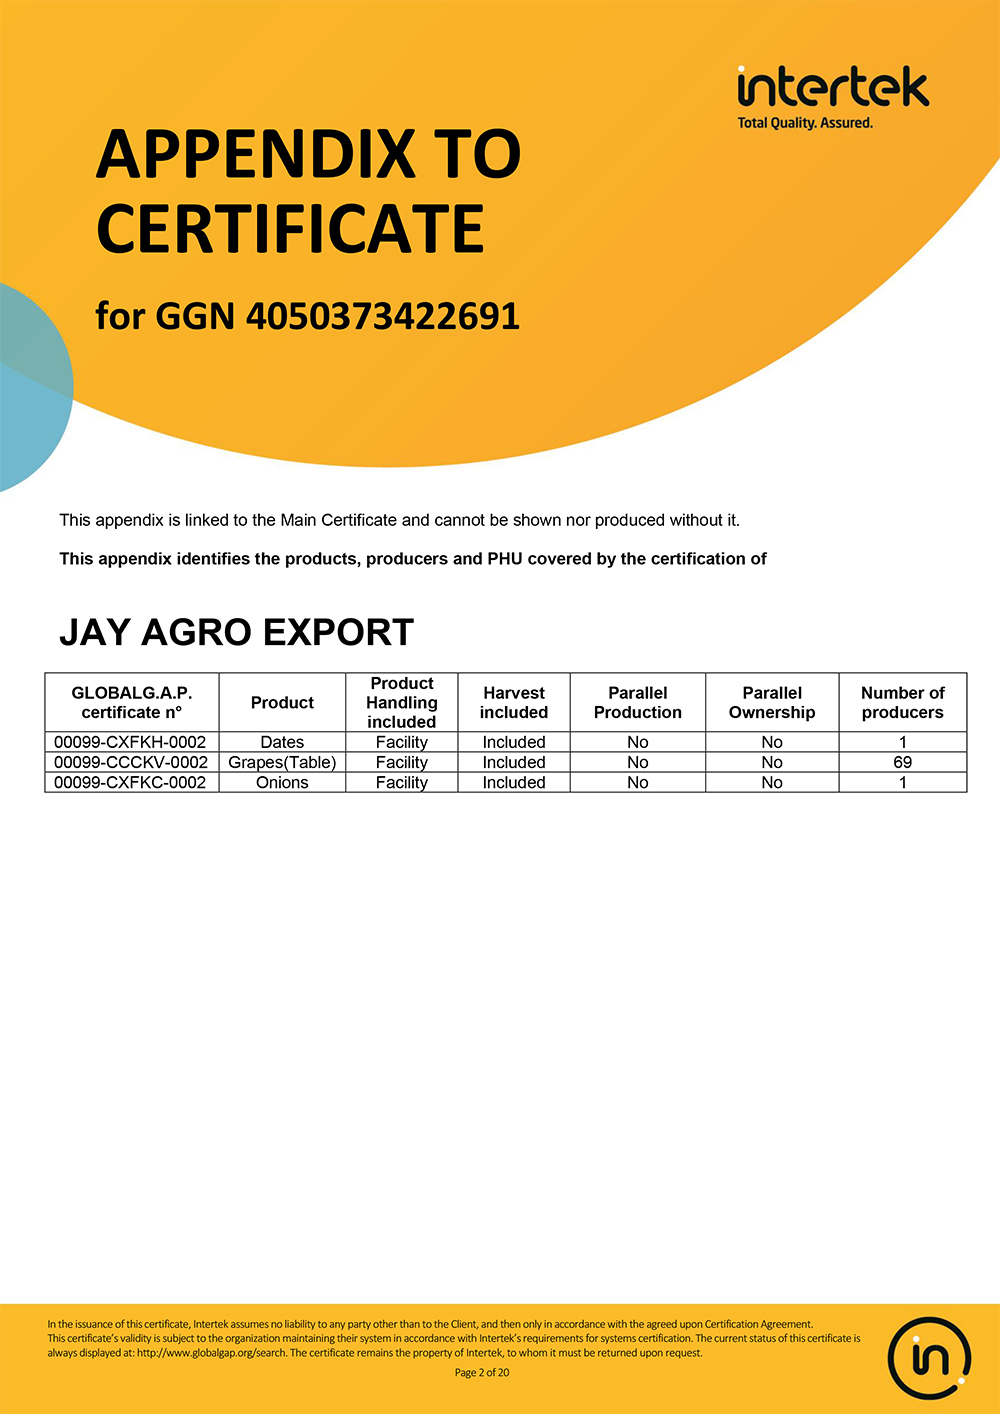 intertek
Total Quality. Assured.
APPENDIX TO
CERTIFICATE
for GGN 4050373422691
This appendix is linked to the Main Certificate and cannot be shown nor produced without it.
This appendix identifies the products, producers and PHU covered by the certification of
JAY AGRO EXPORT
GLOBALG.A.P. certificate n° Product Product Handling included Harvest included Parallel Production Parallel Ownership Number of producers
00099-CXFKH-0002 Dates Facility Included No No 1
00099-CCCKV-0002 Grapes(Table) Facility Included No No 69
00099-CXFKC-0002 Onions Facility Included No No 1
In the issuance of this certificate, Intertek assumes no liability to any party other than to the Client, and then only in accordance with the agreed upon Certification Agreement.
This certificate's validity is subject to the organization maintaining their system in accordance with Intertek's requirements for systems certification. The current status of this certificate is
always displayed at: http://www.globalgap.org/search. The certificate remains the property of Intertek, to whom it must be returned upon request.
Page 2 of 20
in